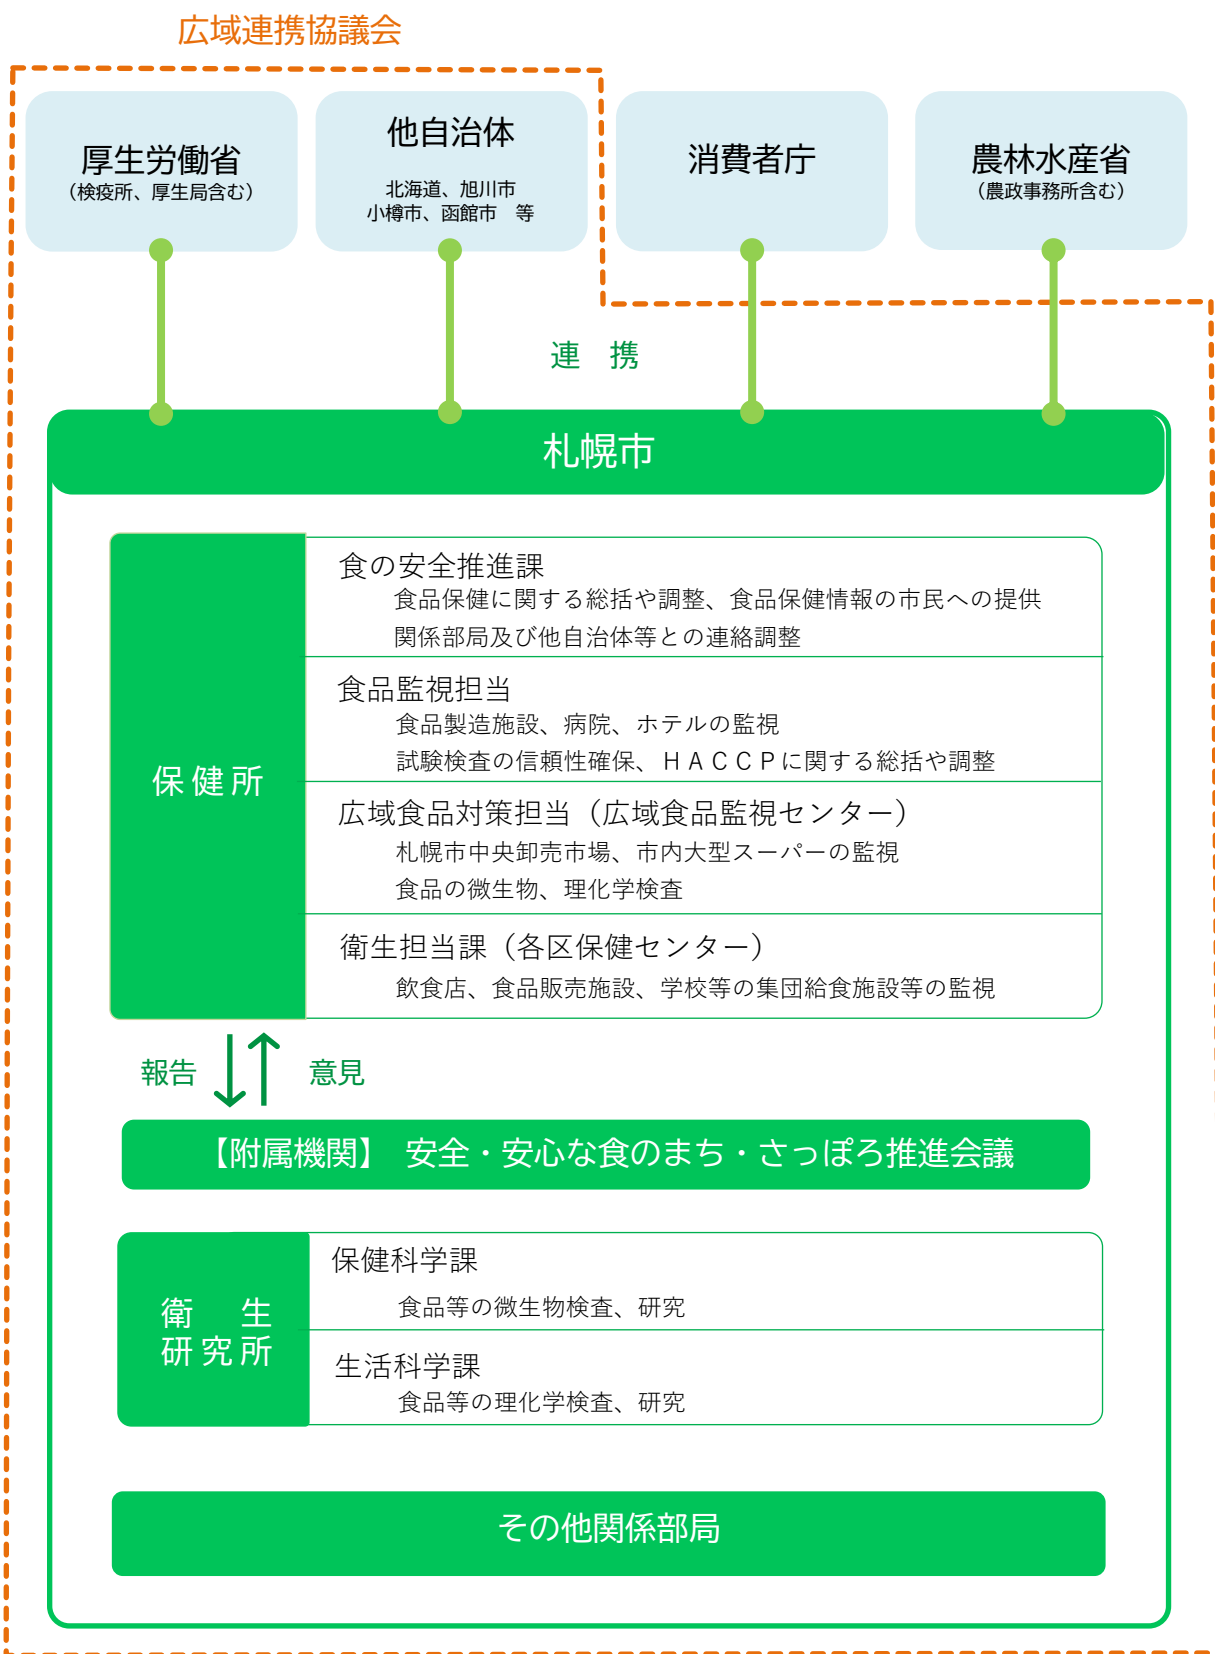 広域連携協議会
厚生労働省
（検疫所、厚生局含む）
他自治体
北海道、旭川市
小樽市、函館市　等
消費者庁
農林水産省
（農政事務所含む）
連　携
札幌市
保健所
食の安全推進課
食品保健に関する総括や調整、食品保健情報の市民への提供
関係部局及び他自治体等との連絡調整
食品監視担当
食品製造施設、病院、ホテルの監視
試験検査の信頼性確保、ＨＡＣＣＰに関する総括や調整
広域食品対策担当（広域食品監視センター）
札幌市中央卸売市場、市内大型スーパーの監視
食品の微生物、理化学検査
衛生担当課（各区保健センター）
飲食店、食品販売施設、学校等の集団給食施設等の監視
報告
意見
【附属機関】　安全・安心な食のまち・さっぽろ推進会議
衛　生
研究所
保健科学課
食品等の微生物検査、研究
生活科学課
食品等の理化学検査、研究
その他関係部局